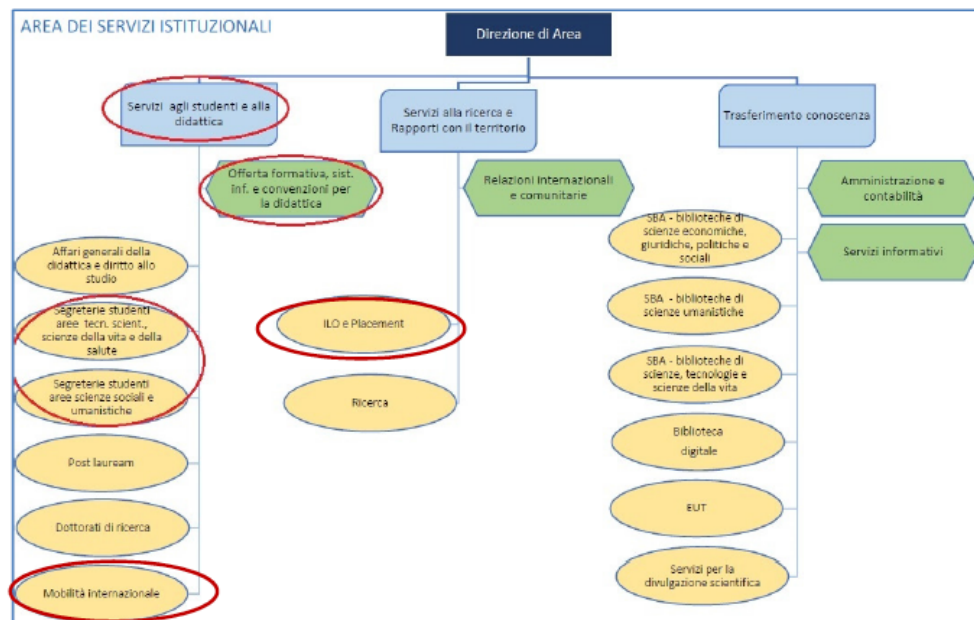 AREA DEI SERVIZI ISTITUZIONALI
Direzione di Area
Servizi agli studenti e alla
didattica
Servizi alla ricerca e
Rapporti con il territorio
Trasferimento conoscenza
Offerta formativa, sist.
inf. e convenzioni per
la didattica
Relazioni internazionali
e comunitarie
Amministrazione e
contabilità
Servizi informativi
Affari generali della
didattica e diritto allo
studio
Segreterie studenti
aree tecn. scient.,
scienze della vita e della
salute
Segreterie studenti
aree scienze sociali e
umanistiche
Post lauream
Dottorati di ricerca
Mobilità internazionale
ILO e Placement
Ricerca
SBA - biblioteche di
scienze economiche,
giuridiche, politiche e
sociali
SBA - biblioteche di
scienze umanistiche
SBA - biblioteche di
scienze, tecnologie e
scienze della vita
Biblioteca
digitale
EUT
Servizi per la
divulgazione scientifica